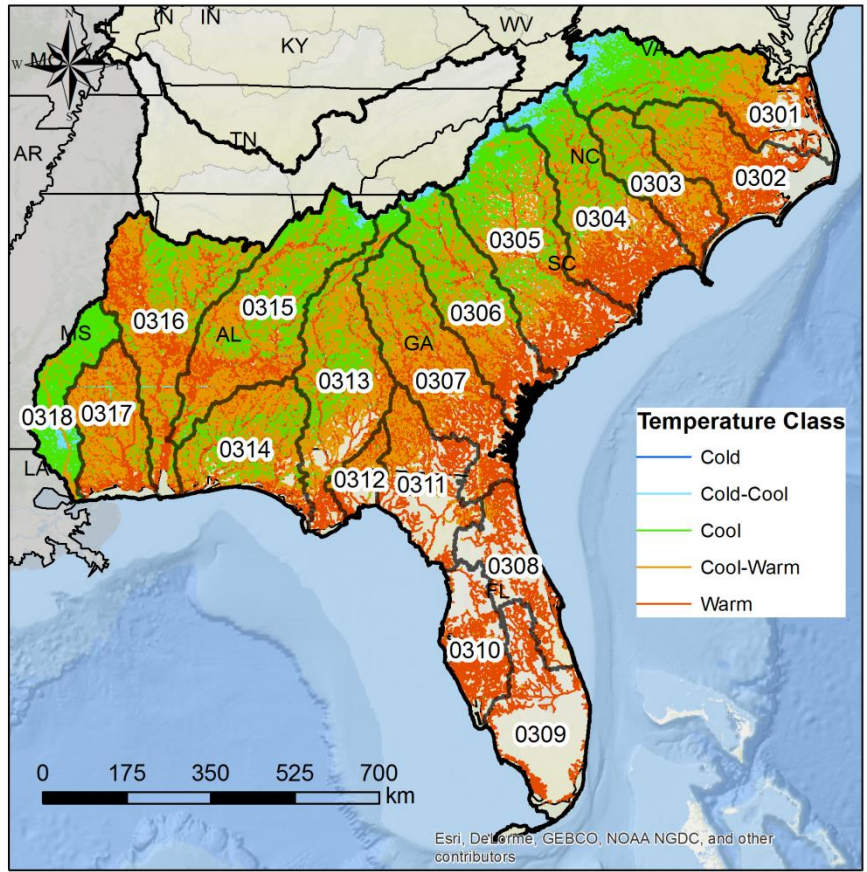 N
W
E
S
MO
IL
IN
IN
KY
WV
VA
0301
TN
AR
NC
0303
0302
0304
0305
SC
0315
0316
MS
AL
0306
GA
0313
0307
0318
0317
0314
LA
0312
0311
0308
FL
0310
0309
Temperature Class
Cold
Cold-Cool
Cool
Cool-Warm
Warm
0 175 350 525 700
km
Esri, DeLorme, GEBCO, NOAA NGDC, and other
contributors